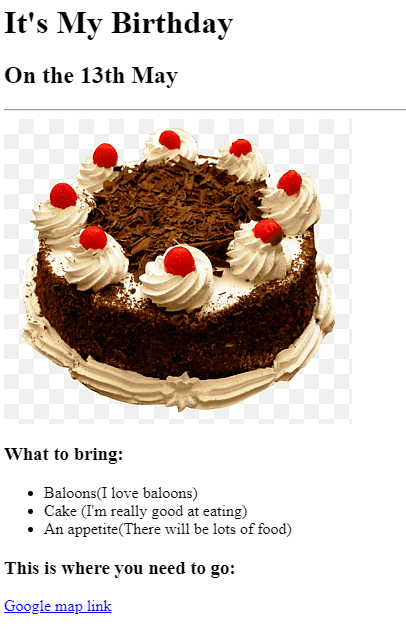 It's My Birthday
On the 13th May
What to bring:
Baloons(I love baloons)
Cake (I'm really good at eating)
An appetite(There will be lots of food)
This is where you need to go:
Google map link